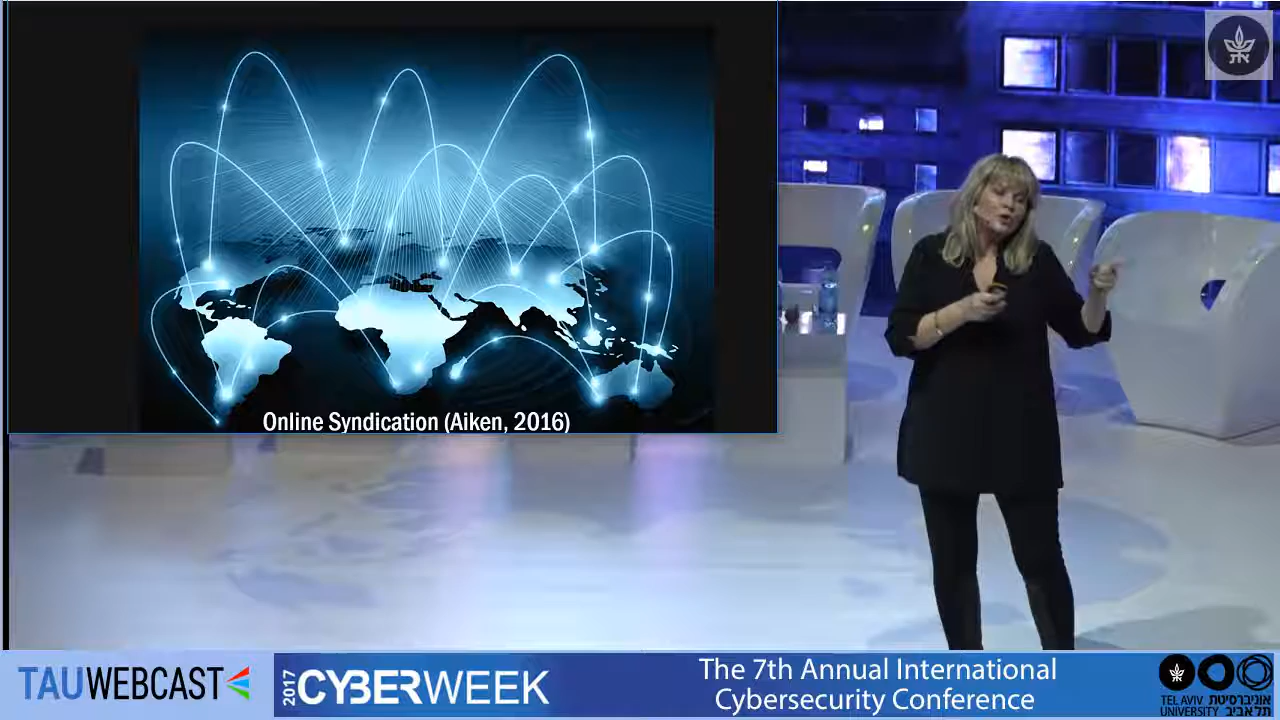 Online Syndication (Aiken, 2016)
TAUWEBCAST
2017 CYBERWEEK
The 7th Annual International
Cybersecurity Conference
TEL AVIV אוניברסיטת
UNIVERSITY תל אביב